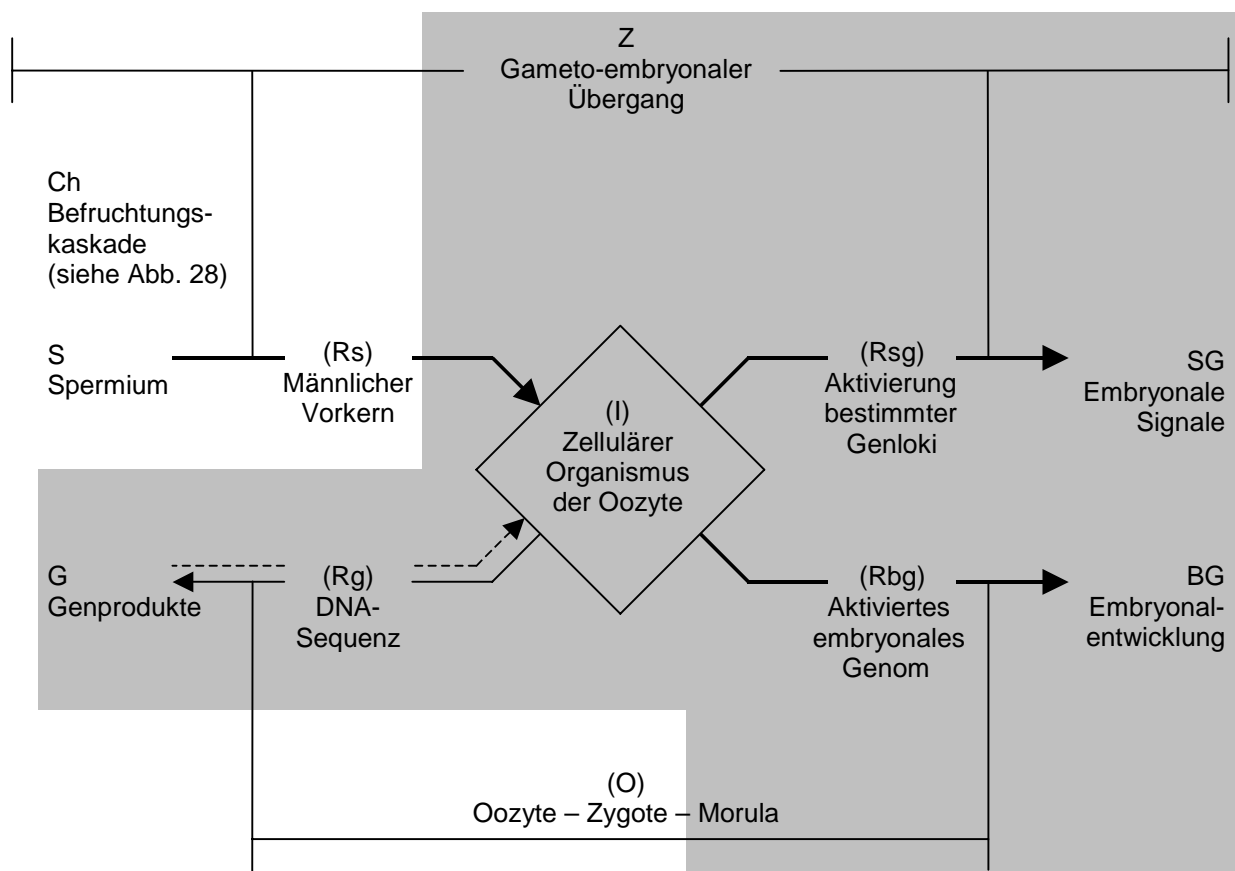 Z
Gameto-embryonaler
Übergang
Ch
Befruchtungs-
kaskade
(siehe Abb. 28)
S
Spermium
(Rs)
Männlicher
Vorkern
(I)
Zellulärer
Organismus
der Oozyte
(Rsg)
Aktivierung
bestimmter
Genloki
SG
Embryonale
Signale
G
Genprodukte
(Rg)
DNA-
Sequenz
(Rbg)
Aktiviertes
embryonales
Genom
BG
Embryonal-
entwicklung
(O)
Oozyte – Zygote – Morula